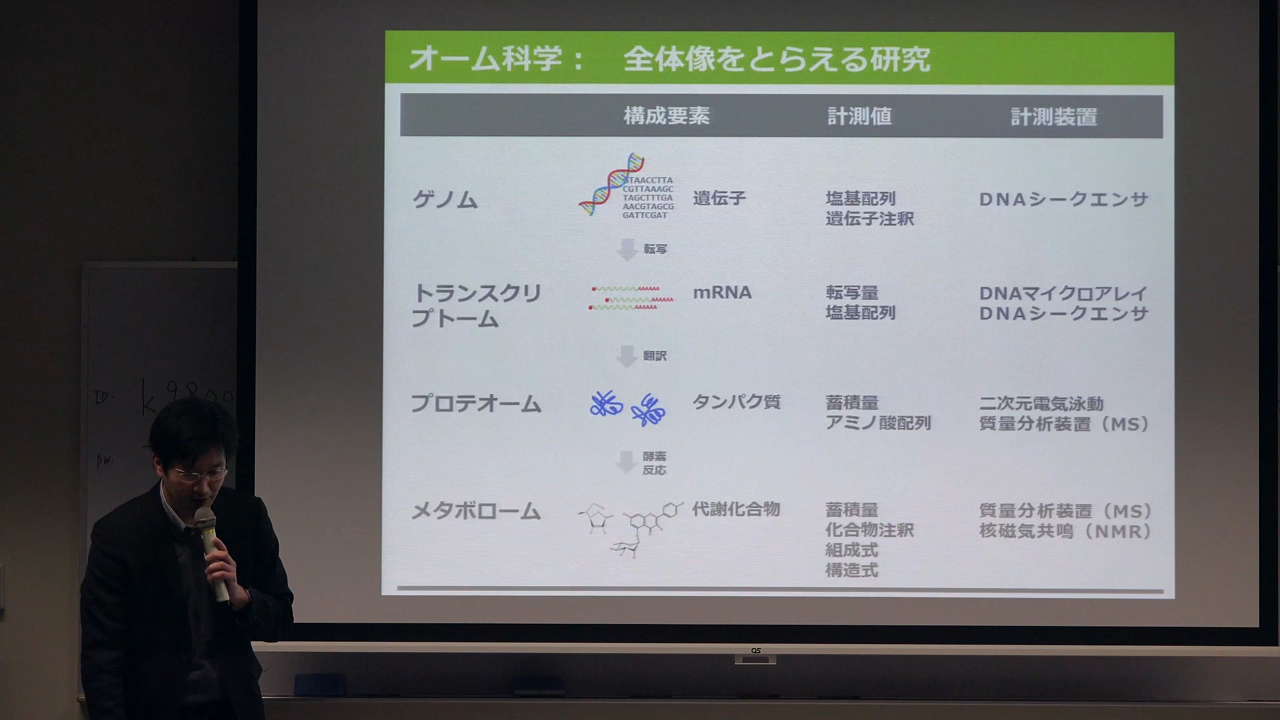 オーム科学： 全体像をとらえる研究
構成要素 計測値 計測装置
ゲノム
GTAACCTTA
CGTTAAAGC
TAGCTTTGA
AACGTAGCG
GATTCGAT
遺伝子
塩基配列
遺伝子注釈
DNAシークエンサ
転写
トランスクリ
プトーム
mRNA
転写量
塩基配列
DNAマイクロアレイ
DNAシークエンサ
翻訳
プロテオーム
タンパク質
蓄積量
アミノ酸配列
二次元電気泳動
質量分析装置（MS）
酵素
反応
メタボローム
代謝化合物
蓄積量
化合物注釈
組成式
構造式
質量分析装置（MS）
核磁気共鳴（NMR）
ID:
OS